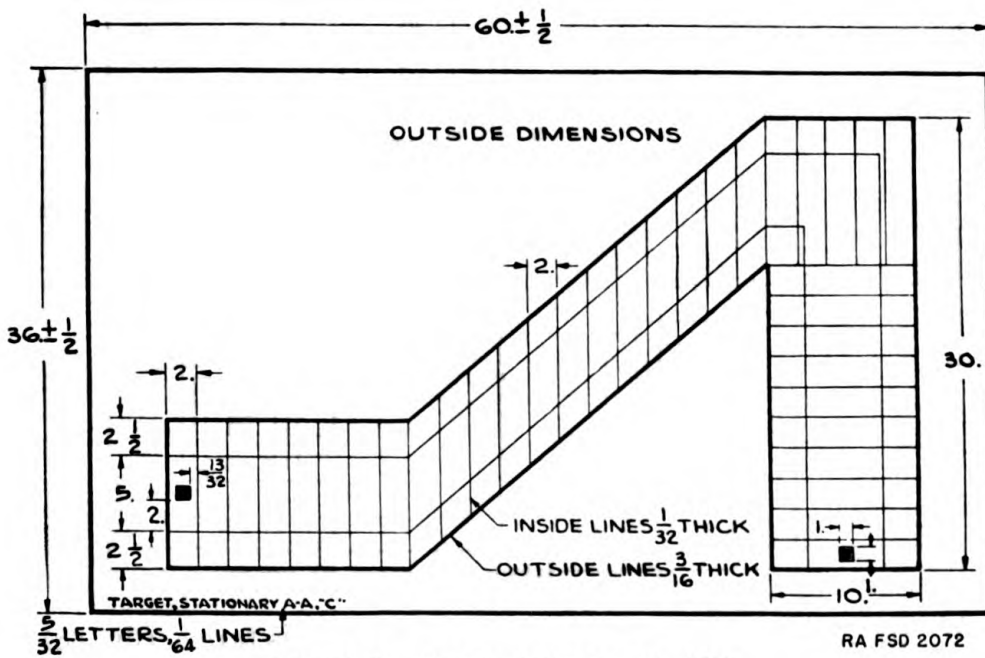 60.± 1/2
OUTSIDE DIMENSIONS
2.
36.± 1/2
30.
2.
2 1/2
13/32
5.
2.
2 1/2
INSIDE LINES 1/32 THICK
OUTSIDE LINES 3/16 THICK
1.
1.
10.
TARGET, STATIONARY A-A, "C"
5/32 LETTERS, 1/64 LINES
RA FSD 2072